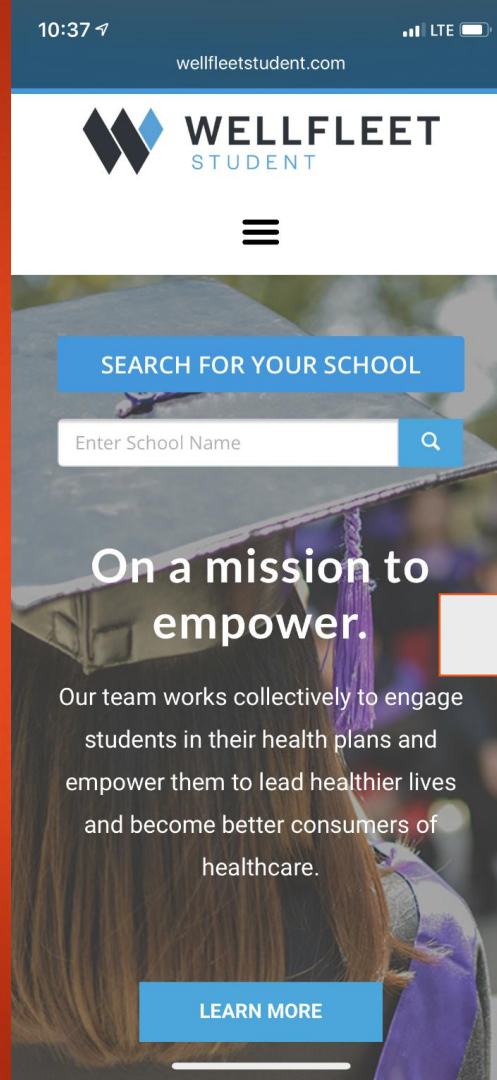 10:37
LTE
wellfleetstudent.com
WELLFLEET
STUDENT
SEARCH FOR YOUR SCHOOL
Enter School Name
On a mission to
empower.
Our team works collectively to engage
students in their health plans and
empower them to lead healthier lives
and become better consumers of
healthcare.
LEARN MORE